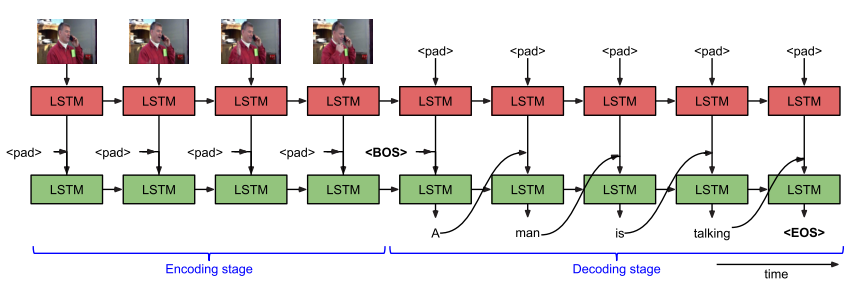 <pad> <pad> <pad> <pad> <pad>
LSTM LSTM LSTM LSTM LSTM LSTM LSTM LSTM LSTM
<pad> <pad> <pad> <pad> <BOS>
LSTM LSTM LSTM LSTM LSTM LSTM LSTM LSTM LSTM
A man is talking <EOS>
Encoding stage Decoding stage
time